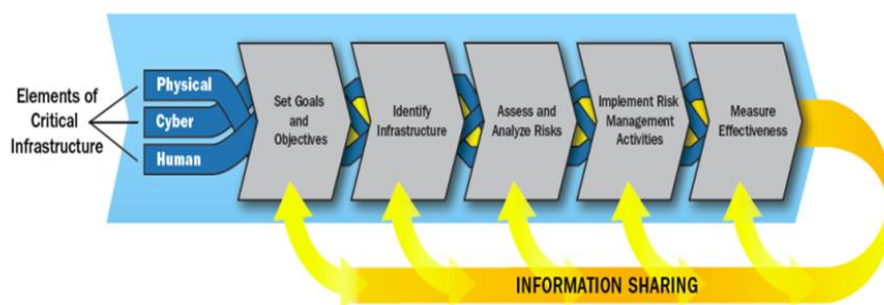 Elements of
Critical
Infrastructure
Physical
Cyber
Human
Set Goals
and
Objectives
Identify
Infrastructure
Assess and
Analyze Risks
Implement Risk
Management
Activities
Measure
Effectiveness
INFORMATION SHARING